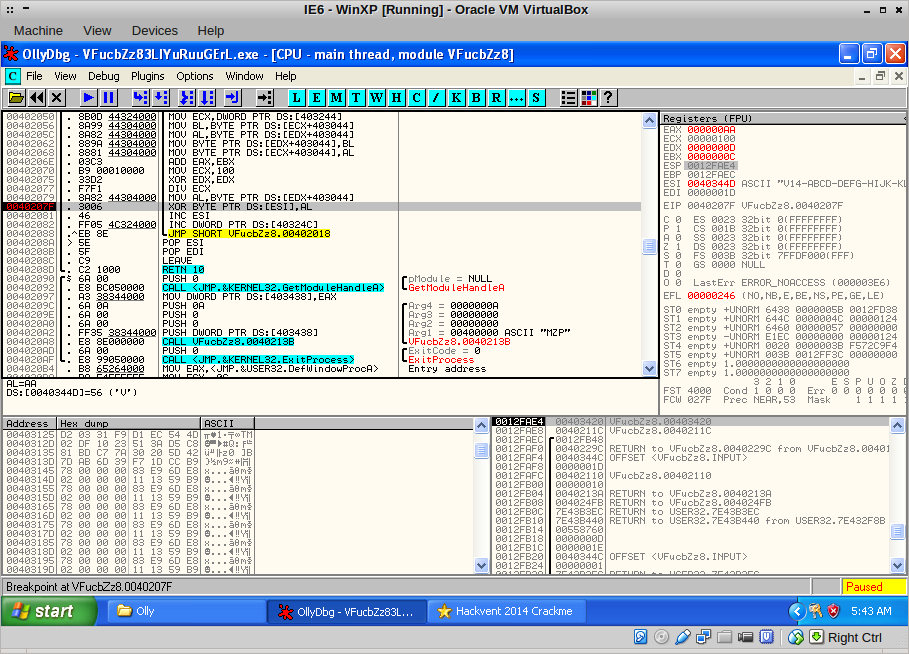 IE6 - WinXP [Running] - Oracle VM VirtualBox
Machine View Devices Help
OllyDbg - VFucbZz83LlYuRuuGErL.exe - [CPU - main thread, module VFucbZz8]
C File View Debug Plugins Options Window Help
L E M T W H C / K B R ... S ?
00402050 . 8B0D 44324000 MOV ECX,DWORD PTR DS:[403244]
00402056 . 8A99 44304000 MOV BL,BYTE PTR DS:[ECX+403044]
0040205C . 8A82 44304000 MOV AL,BYTE PTR DS:[EDX+403044]
00402062 . 889A 44304000 MOV BYTE PTR DS:[EDX+403044],BL
00402068 . 8881 44304000 MOV BYTE PTR DS:[ECX+403044],AL
0040206E . 03C3 ADD EAX,EBX
00402070 . B9 00010000 MOV ECX,100
00402075 . 33D2 XOR EDX,EDX
00402077 . F7F1 DIV ECX
00402079 . 8A82 44304000 MOV AL,BYTE PTR DS:[EDX+403044]
0040207F . 3006 XOR BYTE PTR DS:[ESI],AL
00402081 . 46 INC ESI
00402082 . FF05 4C324000 INC DWORD PTR DS:[40324C]
00402088 .^EB 8E JMP SHORT VFucbZz8.00402018
0040208A > 5E POP ESI
0040208B . 5F POP EDI
0040208C . C9 LEAVE
0040208D . C2 1000 RETN 10
00402090 $ 6A 00 PUSH 0 pModule = NULL
00402092 . E8 BC050000 CALL <JMP.&KERNEL32.GetModuleHandleA> GetModuleHandleA
00402097 . A3 38344000 MOV DWORD PTR DS:[403438],EAX
0040209C . 6A 0A PUSH 0A Arg4 = 0000000A
0040209E . 6A 00 PUSH 0 Arg3 = 00000000
004020A0 . 6A 00 PUSH 0 Arg2 = 00000000
004020A2 . FF35 38344000 PUSH DWORD PTR DS:[403438] Arg1 = 00400000 ASCII "MZP"
004020A8 . E8 8E000000 CALL VFucbZz8.0040213B VFucbZz8.0040213B
004020AD . 6A 00 PUSH 0 ExitCode = 0
004020AF . E8 99050000 CALL <JMP.&KERNEL32.ExitProcess> ExitProcess
004020B4 . B8 65264000 MOV EAX,<JMP.&USER32.DefWindowProcA> Entry address
Registers (FPU)
EAX 000000AA
ECX 00000100
EDX 0000000D
EBX 0000000C
ESP 0012FAE4
EBP 0012FAEC
ESI 0040344D ASCII "V14-ABCD-DEFG-HIJK-KL
EDI 0000001D
EIP 0040207F VFucbZz8.0040207F
C 0 ES 0023 32bit 0(FFFFFFFF)
P 1 CS 001B 32bit 0(FFFFFFFF)
A 0 SS 0023 32bit 0(FFFFFFFF)
Z 1 DS 0023 32bit 0(FFFFFFFF)
S 0 FS 003B 32bit 7FFDF000(FFF)
T 0 GS 0000 NULL
D 0
O 0 LastErr ERROR_NOACCESS (000003E6)
EFL 00000246 (NO,NB,E,BE,NS,PE,GE,LE)
ST0 empty +UNORM 6438 0000005B 0012FD38
ST1 empty +UNORM 644C 0000004C 00000124
ST2 empty +UNORM 6460 00000057 00000000
ST3 empty -UNORM E1EC 00000000 00000124
ST4 empty +UNORM 0020 000003B8 F572C9F4
ST5 empty +UNORM 003B 0012FF3C 00000000
ST6 empty 1.0000000000000000000
ST7 empty 1.0000000000000000000
3 2 1 0 E S P U O Z D
FST 4000 Cond 1 0 0 0 Err 0 0 0 0 0 0 0
FCW 027F Prec NEAR,53 Mask 1 1 1 1 1
AL=AA
DS:[0040344D]=56 ('V')
Address Hex dump ASCII
00403125 D2 03 31 F9 D1 EC 54 4D
0040312D 02 DF 10 23 51 3A D5 C8
00403135 81 BD C7 7A 30 20 5D 42
0040313D 7D AB 6D 39 F7 1D CC B9
00403145 78 00 00 00 83 E9 6D E8
0040314D 02 00 00 00 11 13 59 B9
00403155 78 00 00 00 83 E9 6D E8
0040315D 02 00 00 00 11 13 59 B9
00403165 78 00 00 00 83 E9 6D E8
0040316D 02 00 00 00 11 13 59 B9
00403175 78 00 00 00 83 E9 6D E8
0040317D 02 00 00 00 11 13 59 B9
00403185 78 00 00 00 83 E9 6D E8
0040318D 02 00 00 00 11 13 59 B9
00403195 78 00 00 00 83 E9 6D E8
0012FAE4 00403420 VFucbZz8.00403420
0012FAE8 0040211C VFucbZz8.0040211C
0012FAEC 0012FB48
0012FAF0 0040229C RETURN to VFucbZz8.0040229C from VFucbZz8.00401
0012FAF4 0040344C OFFSET <VFucbZz8.INPUT>
0012FAF8 0000001D
0012FAFC 00402110 VFucbZz8.00402110
0012FB00 00000010
0012FB04 0040213A RETURN to VFucbZz8.0040213A
0012FB08 004024FB RETURN to VFucbZz8.004024FB
0012FB0C 7E43B3EC RETURN to USER32.7E43B3EC
0012FB10 7E43B440 RETURN to USER32.7E43B440 from USER32.7E432F8B
0012FB14 00558760
0012FB18 0000000D
0012FB1C 0000001E
0012FB20 0040344C OFFSET <VFucbZz8.INPUT>
0012FB24 00000001
Breakpoint at VFucbZz8.0040207F Paused
start Olly OllyDbg - VFucbZz83L... Hackvent 2014 Crackme 5:43 AM
Right Ctrl